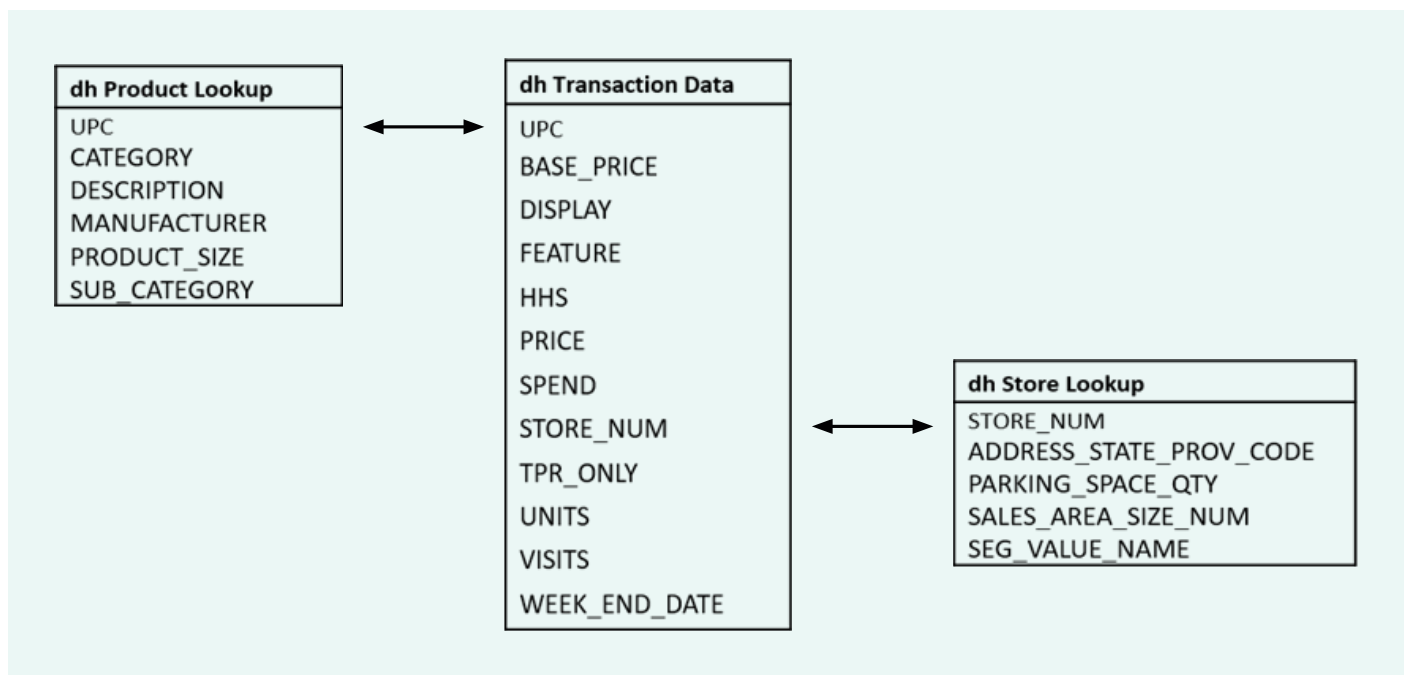 dh Product Lookup
UPC
CATEGORY
DESCRIPTION
MANUFACTURER
PRODUCT_SIZE
SUB_CATEGORY
dh Transaction Data
UPC
BASE_PRICE
DISPLAY
FEATURE
HHS
PRICE
SPEND
STORE_NUM
TPR_ONLY
UNITS
VISITS
WEEK_END_DATE
dh Store Lookup
STORE_NUM
ADDRESS_STATE_PROV_CODE
PARKING_SPACE_QTY
SALES_AREA_SIZE_NUM
SEG_VALUE_NAME